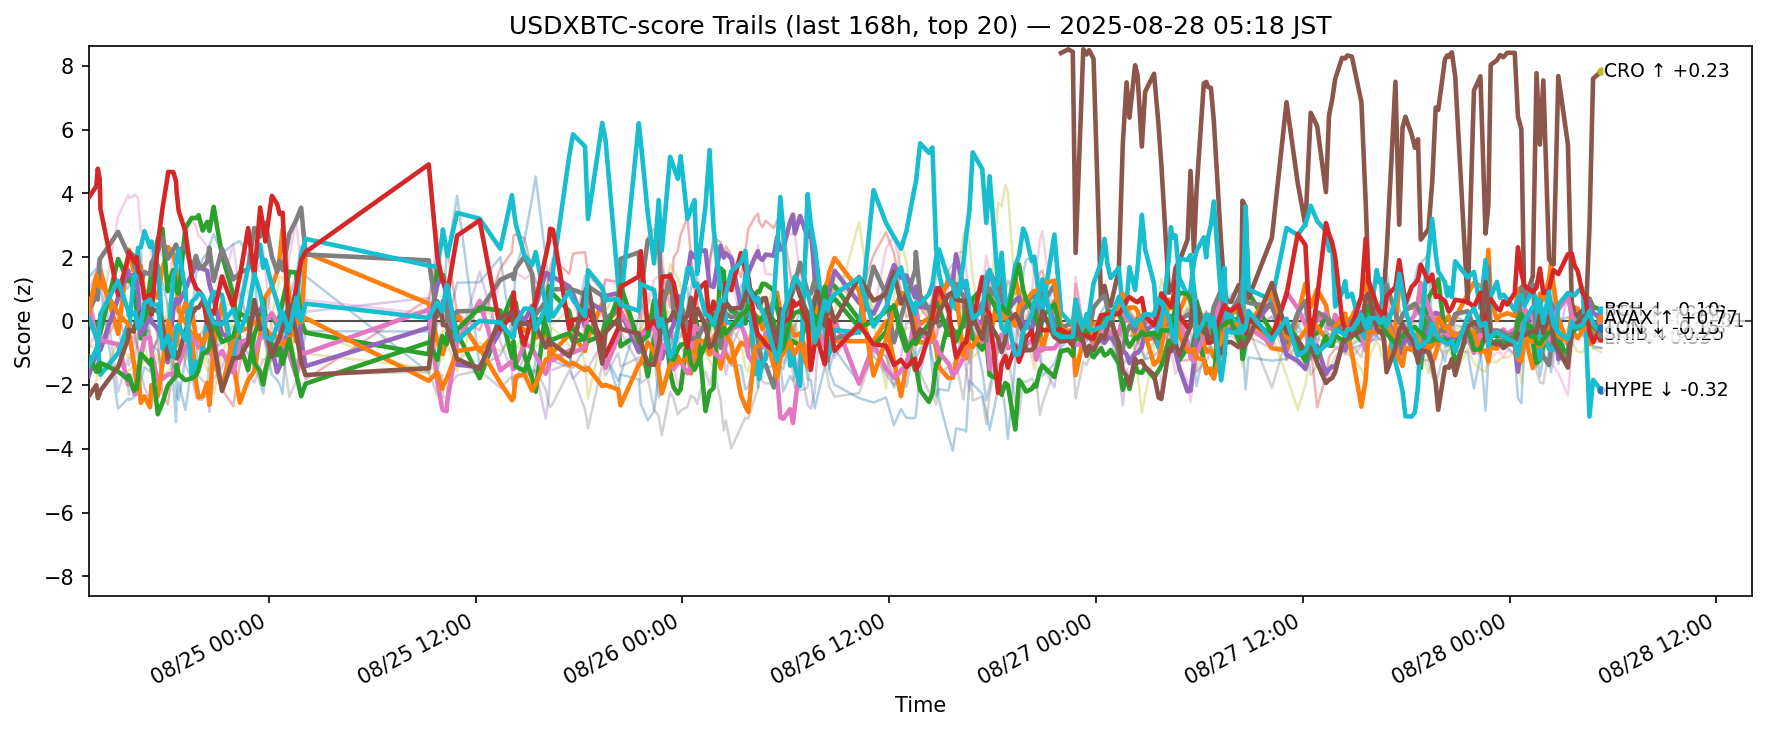 USDXBTC-score Trails (last 168h, top 20) — 2025-08-28 05:18 JST
8
6
4
2
0
−2
−4
−6
−8
Score (z)
CRO ↑ +0.23
AVAX ↑ +0.77
HYPE ↓ -0.32
08/25 00:00
08/25 12:00
08/26 00:00
08/26 12:00
08/27 00:00
08/27 12:00
08/28 00:00
08/28 12:00
Time